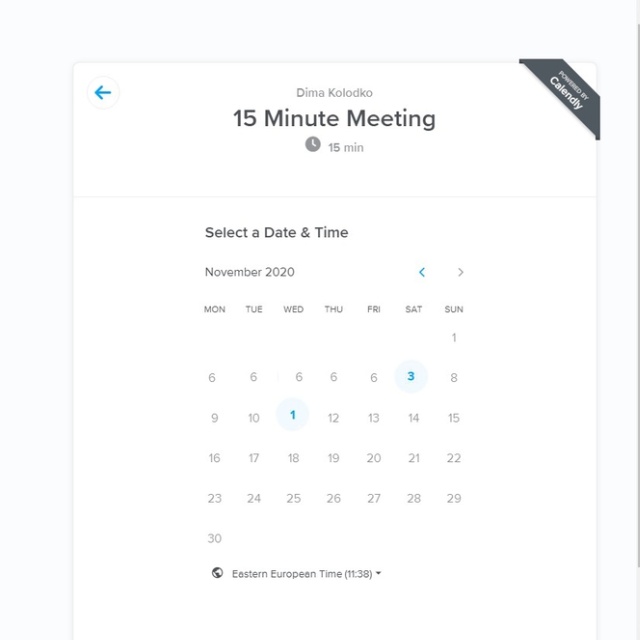 POWERED BY
Calendly
Dima Kolodko
15 Minute Meeting
15 min
Select a Date & Time
November 2020
MON TUE WED THU FRI SAT SUN
1
6 6 6 6 6 3 8
9 10 1 12 13 14 15
16 17 18 19 20 21 22
23 24 25 26 27 28 29
30
Eastern European Time (11:38)